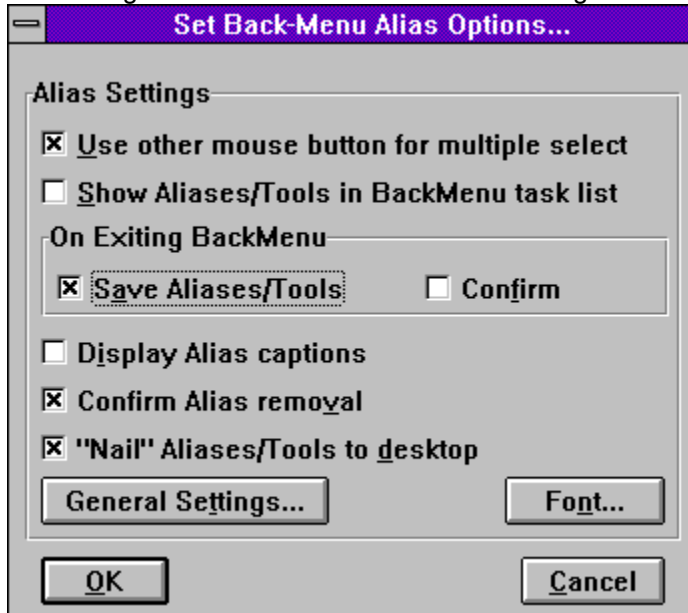 Set Back-Menu Alias Options...
Alias Settings
Use other mouse button for multiple select
Show Aliases/Tools in BackMenu task list
On Exiting BackMenu
Save Aliases/Tools Confirm
Display Alias captions
Confirm Alias removal
"Nail" Aliases/Tools to desktop
General Settings... Font...
OK Cancel